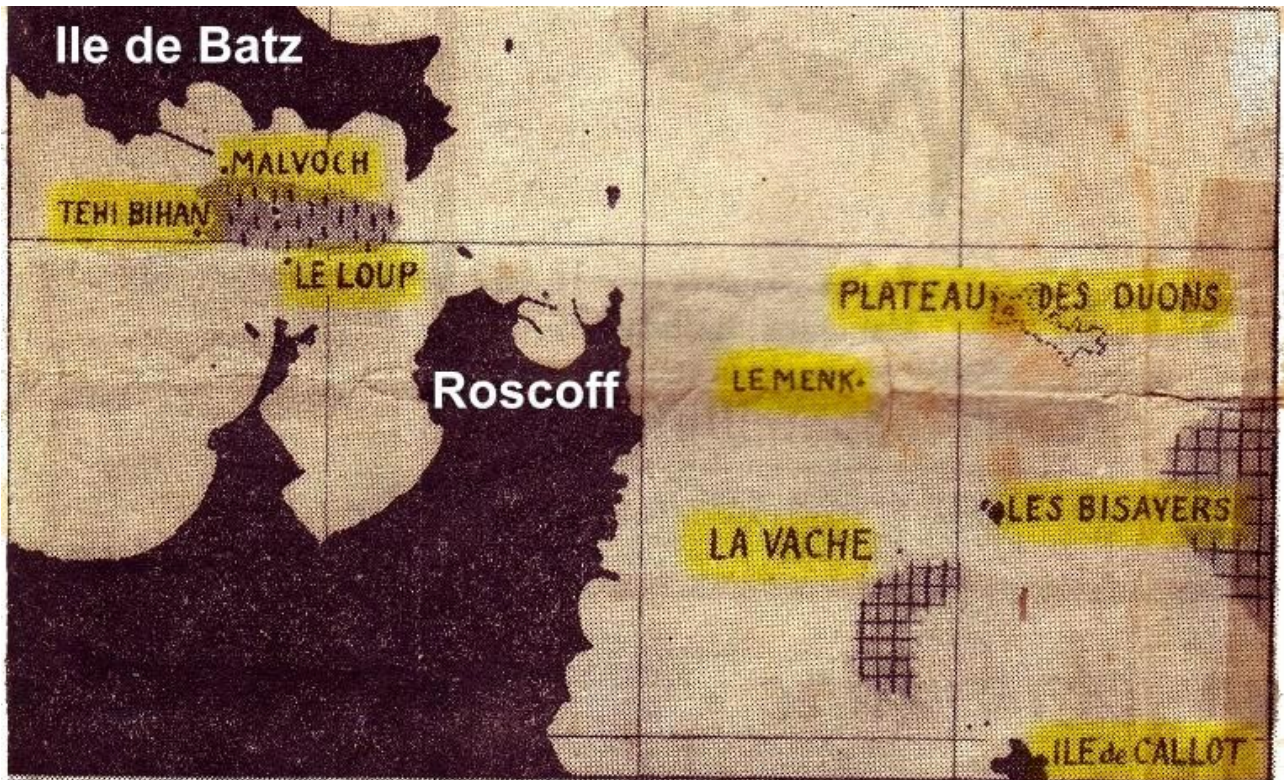 Ile de Batz
MALVOCH
TEHI BIHAN
LE LOUP
PLATEAU DES DUONS
LE MENK
Roscoff
LES BISAYERS
LA VACHE
ILE de CALLOT